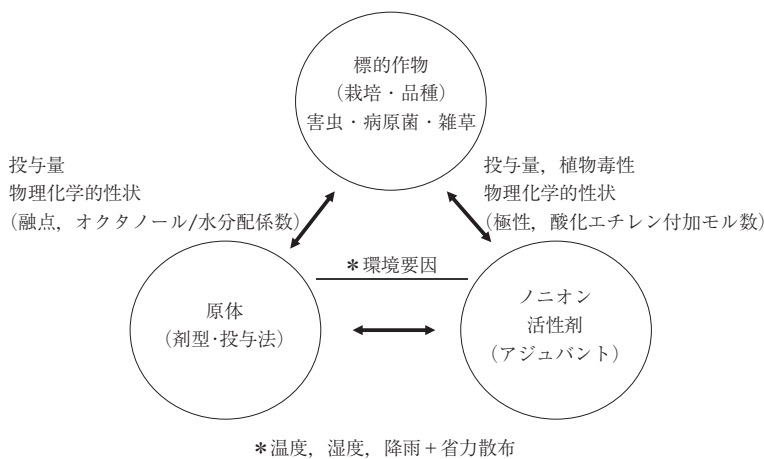 標的作物
（栽培・品種）
害虫・病原菌・雑草
投与量
物理化学的性状
（融点，オクタノール/水分配係数）
投与量，植物毒性
物理化学的性状
（極性，酸化エチレン付加モル数）
＊環境要因
原体
（剤型·投与法）
ノニオン
活性剤
（アジュバント）
＊温度，湿度，降雨＋省力散布